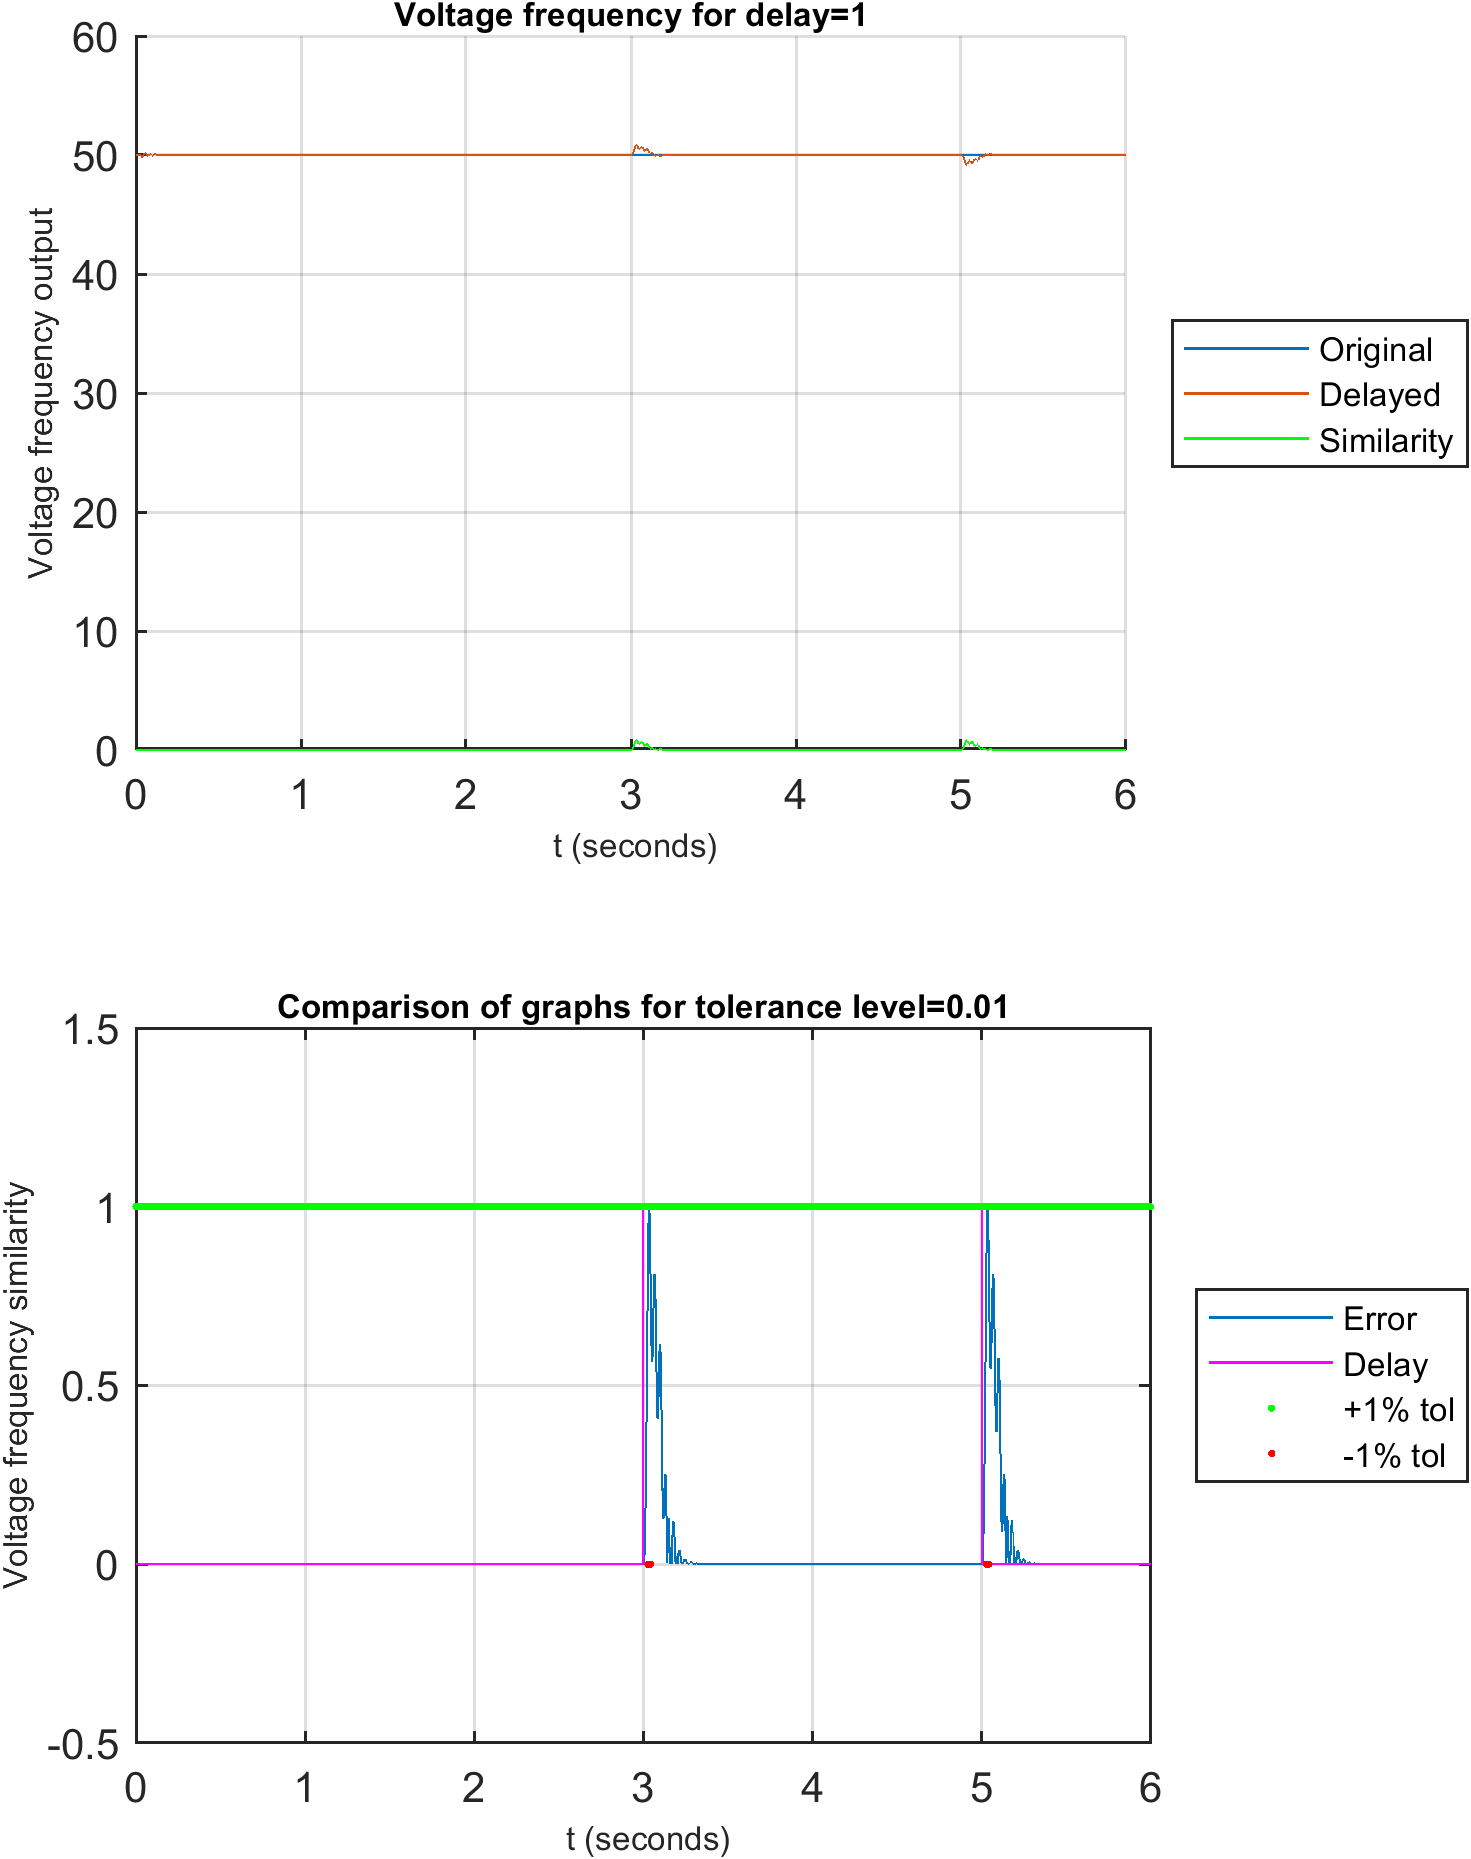 Voltage frequency for delay=1
60
50
40
30
20
10
0
Voltage frequency output
0 1 2 3 4 5 6
t (seconds)
Original
Delayed
Similarity
Comparison of graphs for tolerance level=0.01
1.5
1
0.5
0
-0.5
Voltage frequency similarity
0 1 2 3 4 5 6
t (seconds)
Error
Delay
+1% tol
-1% tol